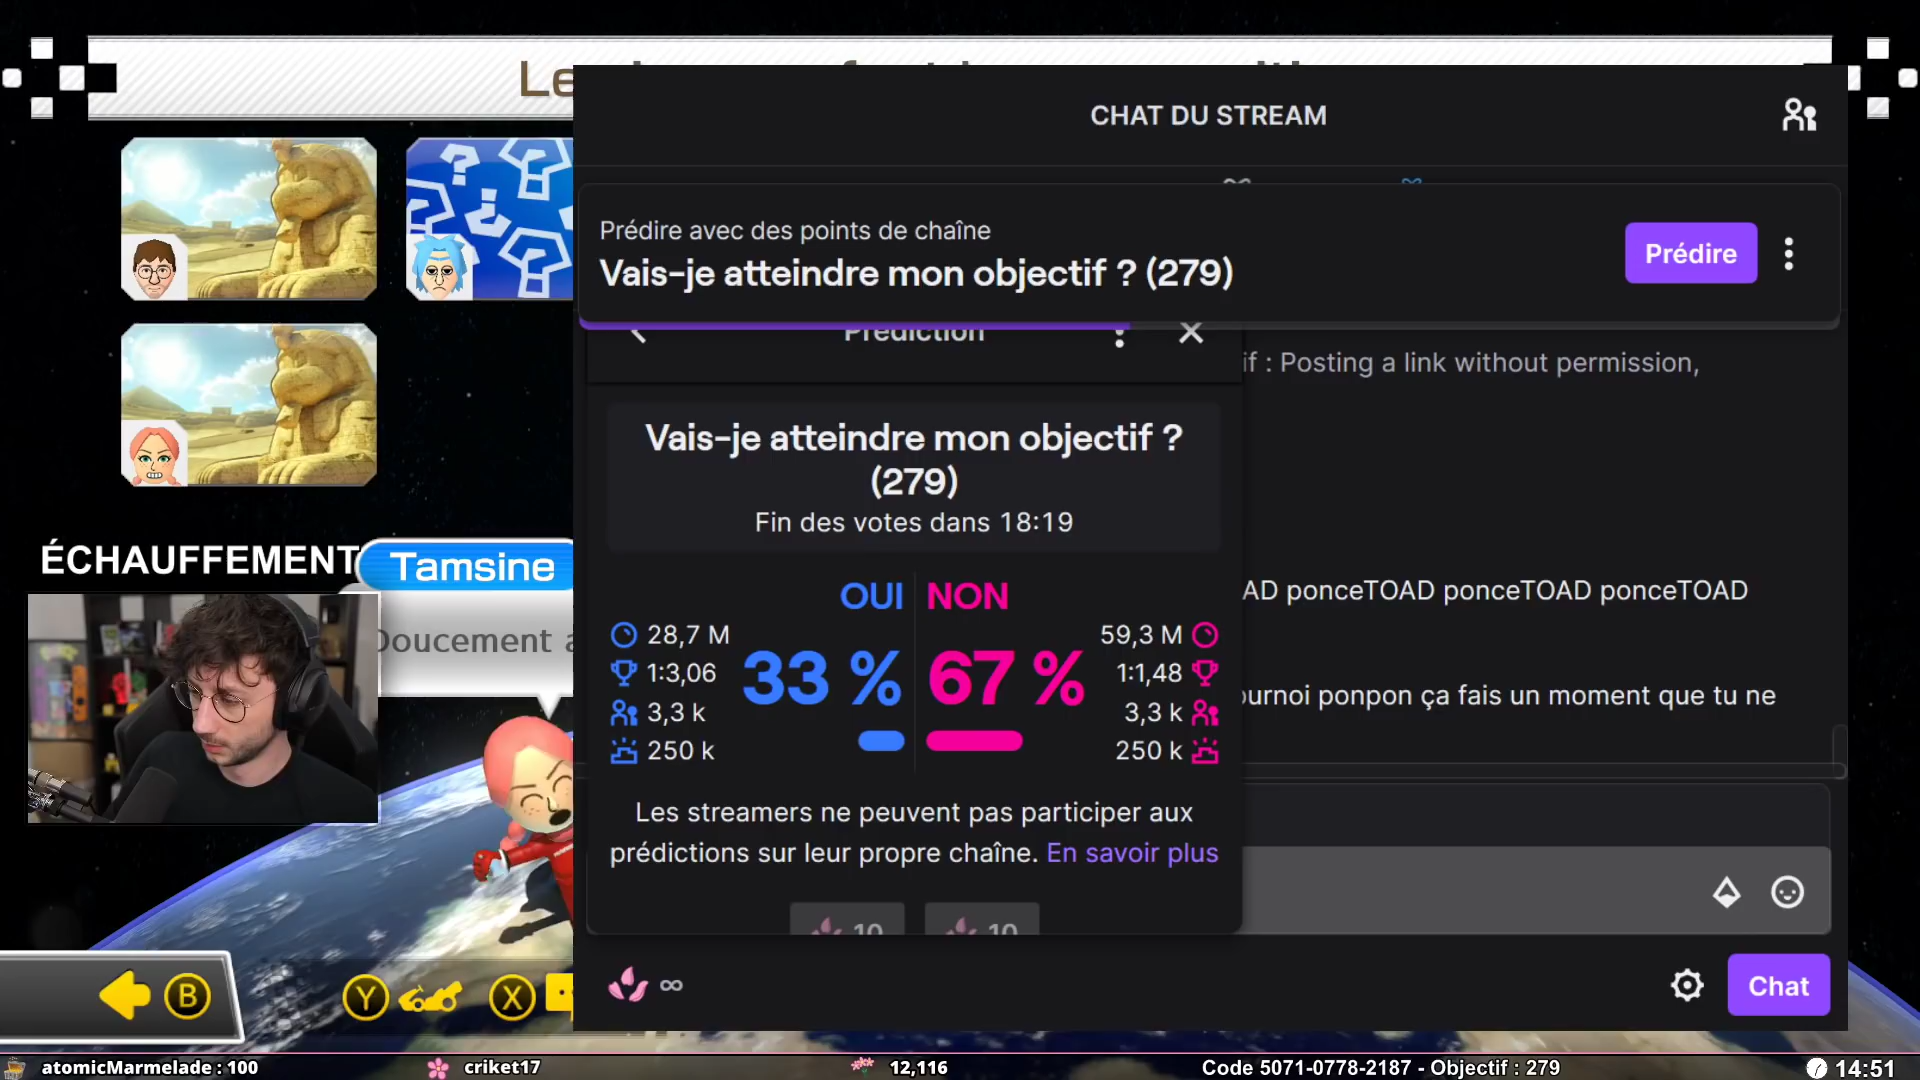 Le
CHAT DU STREAM
Prédire avec des points de chaîne
Vais-je atteindre mon objectif ? (279)
Prédire
Prédiction
if : Posting a link without permission,
Vais-je atteindre mon objectif ?
(279)
Fin des votes dans 18:19
ÉCHAUFFEMENT
Tamsine
Doucement a
AD ponceTOAD ponceTOAD ponceTOAD
OUI NON
28,7 M 33 % 67 % 59,3 M
1:3,06 1:1,48
3,3 k 3,3 k
250 k 250 k
ournoi ponpon ça fais un moment que tu ne
Les streamers ne peuvent pas participer aux
prédictions sur leur propre chaîne. En savoir plus
10 10
∞
Chat
B Y X
atomicMarmelade : 100 criket17 12,116 Code 5071-0778-2187 - Objectif : 279 14:51